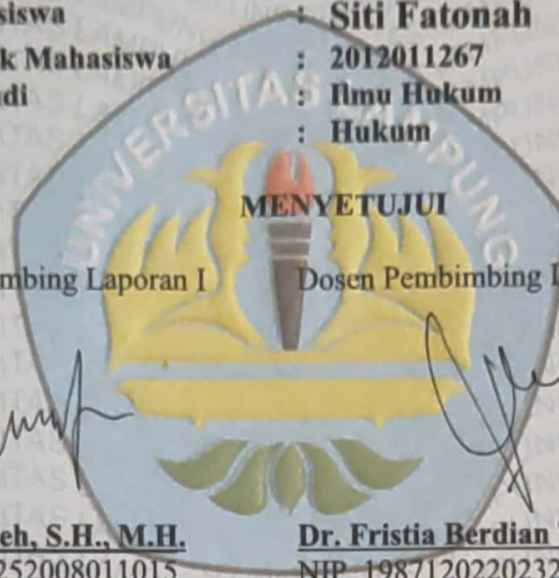 siswa : Siti Fatonah
k Mahasiswa : 2012011267
di : Ilmu Hukum
: Hukum
UNIVERSITAS LAMPUNG
MENYETUJUI
mbing Laporan I Dosen Pembimbing L
eh, S.H., M.H. Dr. Fristia Berdian
252008011015 NIP 1987120220232